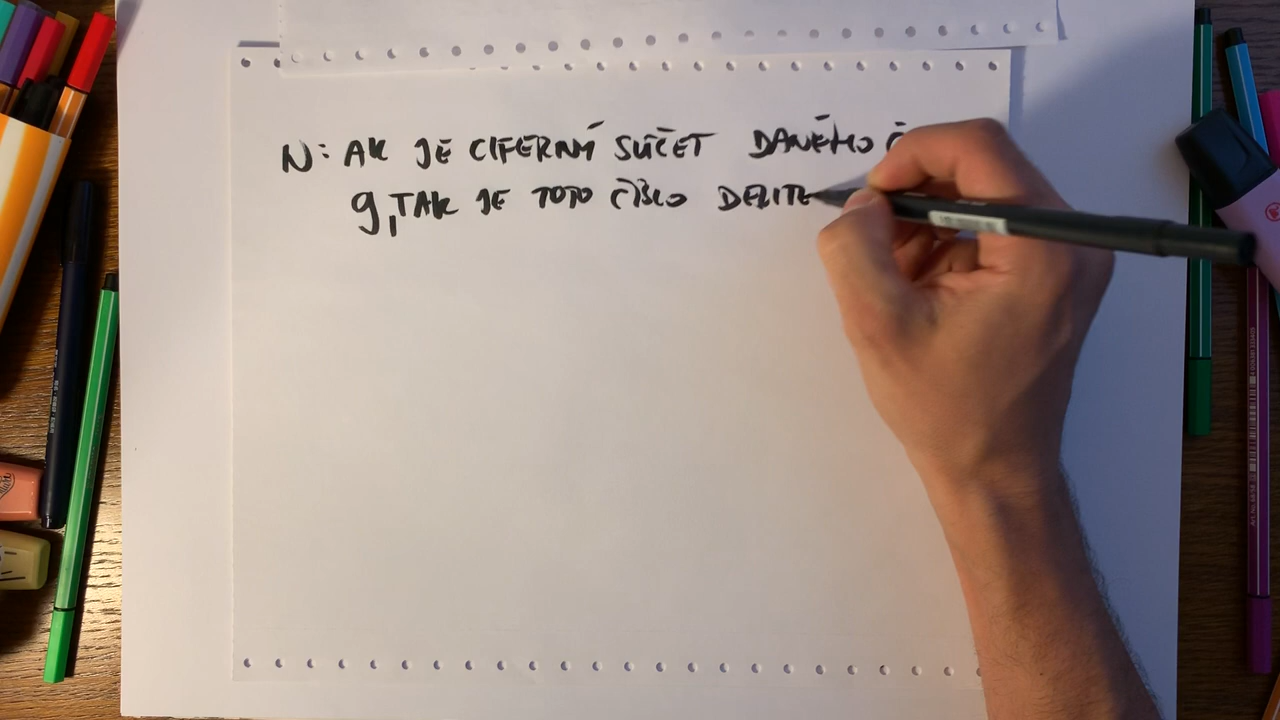 N: AK JE CIFERNÝ SÚČET DANÉHO Č
9, TAK JE TOTO ČÍSLO DELITE